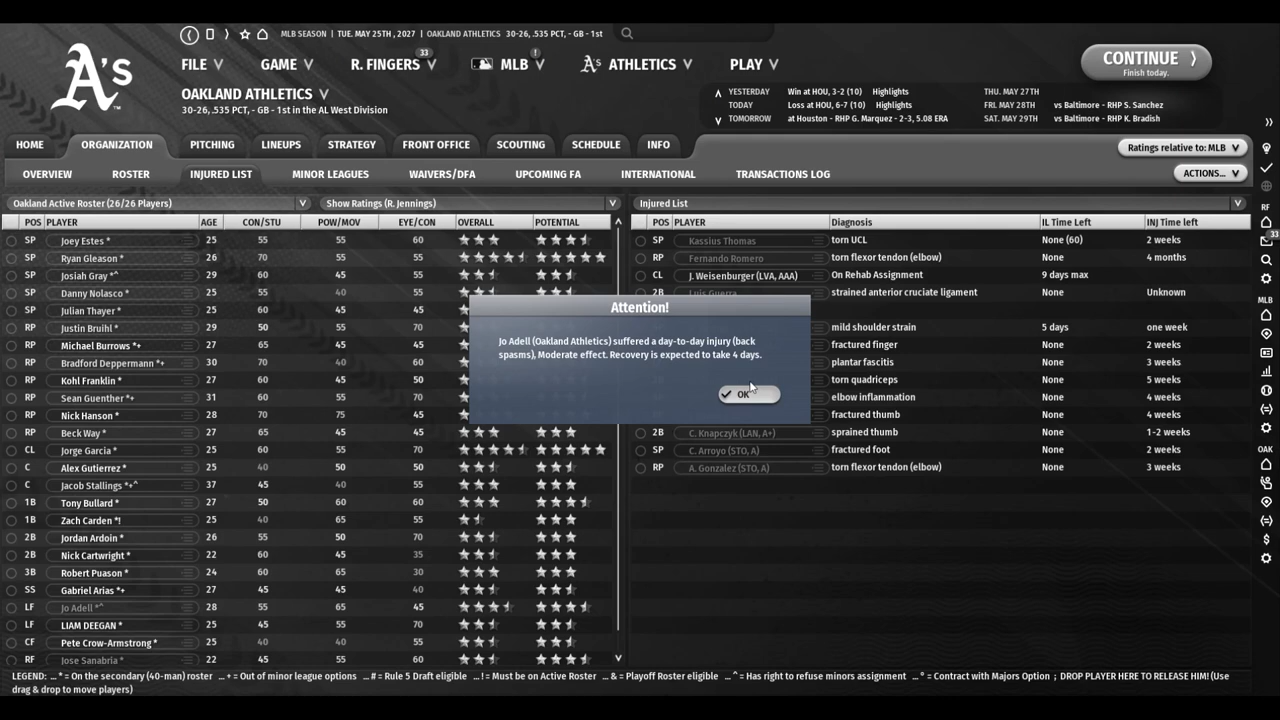 MLB SEASON | TUE. MAY 25TH , 2027 | OAKLAND ATHLETICS 30-26, .535 PCT, - GB - 1st
A's
FILE GAME R. FINGERS 33 MLB ! A's ATHLETICS PLAY
CONTINUE
Finish today.
OAKLAND ATHLETICS
30-26, .535 PCT, - GB - 1st in the AL West Division
YESTERDAY Win at HOU, 3-2 (10) Highlights THU. MAY 27TH
TODAY Loss at HOU, 6-7 (10) Highlights FRI. MAY 28TH vs Baltimore - RHP S. Sanchez
TOMORROW at Houston - RHP G. Marquez - 2-3, 5.08 ERA SAT. MAY 29TH vs Baltimore - RHP K. Bradish
HOME ORGANIZATION PITCHING LINEUPS STRATEGY FRONT OFFICE SCOUTING SCHEDULE INFO
Ratings relative to: MLB
OVERVIEW ROSTER INJURED LIST MINOR LEAGUES WAIVERS/DFA UPCOMING FA INTERNATIONAL TRANSACTIONS LOG
ACTIONS...
Oakland Active Roster (26/26 Players) Show Ratings (R. Jennings)
POS PLAYER AGE CON/STU POW/MOV EYE/CON OVERALL POTENTIAL
SP Joey Estes * 25 55 55 60
SP Ryan Gleason * 26 70 55 55
SP Josiah Gray *^ 29 60 45 55
SP Danny Nolasco * 25 55 40 55
SP Julian Thayer * 25 60 55
RP Justin Bruihl * 29 50 55 70
RP Michael Burrows *+ 27 60 45 55
RP Bradford Deppermann *+ 30 70 40 60
RP Kohl Franklin * 27 60 45 50
RP Sean Guenther *+ 31 60 55 70
RP Nick Hanson * 28 70 75 45
RP Beck Way * 27 65 45 60
CL Jorge Garcia * 26 60 55 70
C Alex Gutierrez * 25 40 50 50
C Jacob Stallings *+^ 37 45 40 55
1B Tony Bullard * 27 50 60 60
1B Zach Carden *! 25 40 65 55
2B Jordan Ardoin * 26 55 50 70
2B Nick Cartwright * 22 60 45 35
3B Robert Puason * 24 60 65 30
SS Gabriel Arias *+ 27 45 45 40
LF Jo Adell *^ 28 55 65 45
LF LIAM DEEGAN * 25 45 55 70
CF Pete Crow-Armstrong * 25 40 40 55
RF Jose Sanabria * 22 45 55 60
Injured List
POS PLAYER Diagnosis IL Time Left INJ Time left
SP Kassius Thomas torn UCL None (60) 2 weeks
RP Fernando Romero torn flexor tendon (elbow) None 4 months
CL J. Weisenburger (LVA, AAA) On Rehab Assignment 9 days max
2B Luis Guerra strained anterior cruciate ligament None Unknown
mild shoulder strain 5 days one week
fractured finger None 2 weeks
plantar fascitis None 2 weeks
torn quadriceps None 5 weeks
elbow inflammation None 4 weeks
fractured thumb None 4 weeks
2B C. Knapczyk (LAN, A+) sprained thumb None 1-2 weeks
SP C. Arroyo (STO, A) fractured foot None 4 weeks
RP A. Gonzalez (STO, A) torn flexor tendon (elbow) None 3 weeks
Attention!
Jo Adell (Oakland Athletics) suffered a day-to-day injury (back
spasms), Moderate effect. Recovery is expected to take 4 days.
OK
RF
33
MLB
OAK
LEGEND: ... * = On the secondary (40-man) roster ... + = Out of minor league options ... # = Rule 5 Draft eligible ... ! = Must be on Active Roster ... & = Playoff Roster eligible ... ^ = Has right to refuse minors assignment ... ° = Contract with Majors Option ; DROP PLAYER HERE TO RELEASE HIM! (Use
drag & drop to move players)